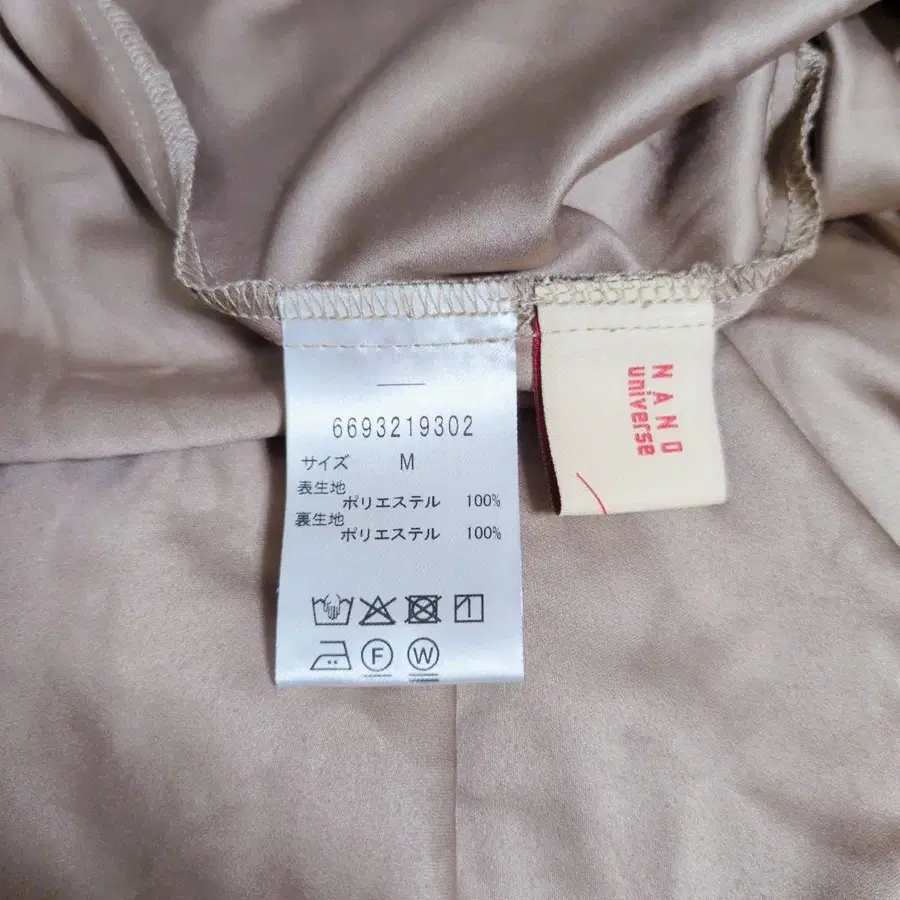 6693219302
サイズ M
表生地
ポリエステル 100%
裏生地
ポリエステル 100%
F W
NAND
universe